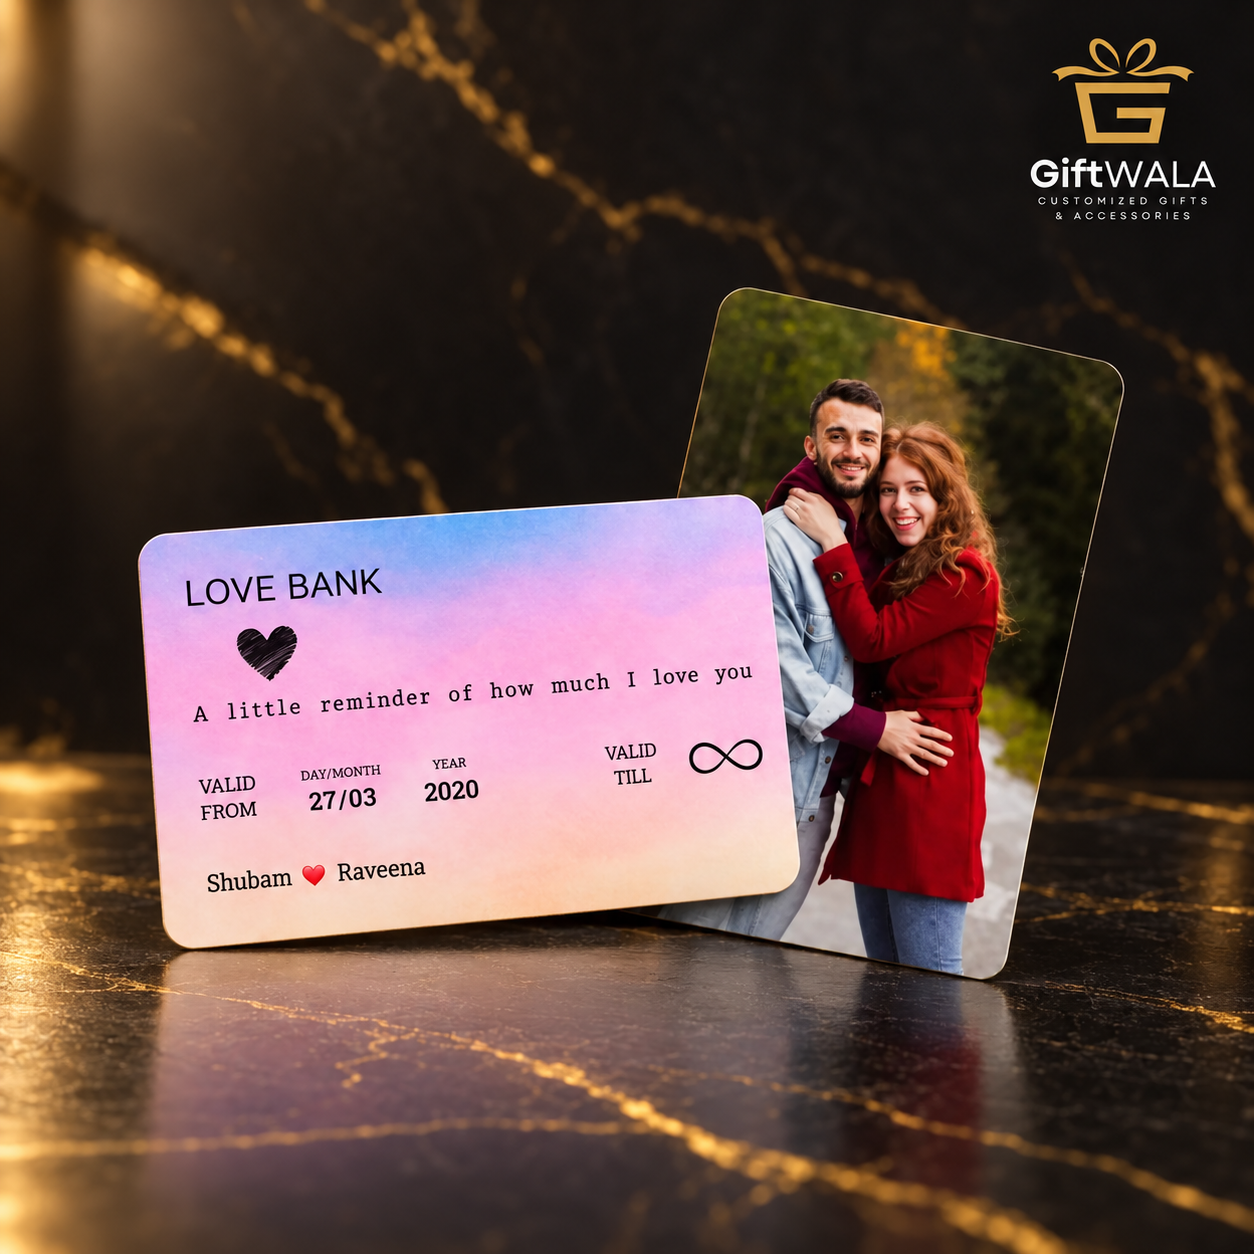 GiftWALA
CUSTOMIZED GIFTS
& ACCESSORIES
LOVE BANK
A little reminder of how much I love you
VALID FROM
DAY/MONTH
27/03
YEAR
2020
VALID TILL
∞
Shubam ❤️ Raveena